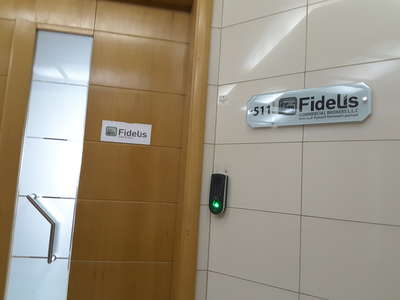 Fidelis
511
Fidelis
COMMERCIAL BROKERS L.L.C